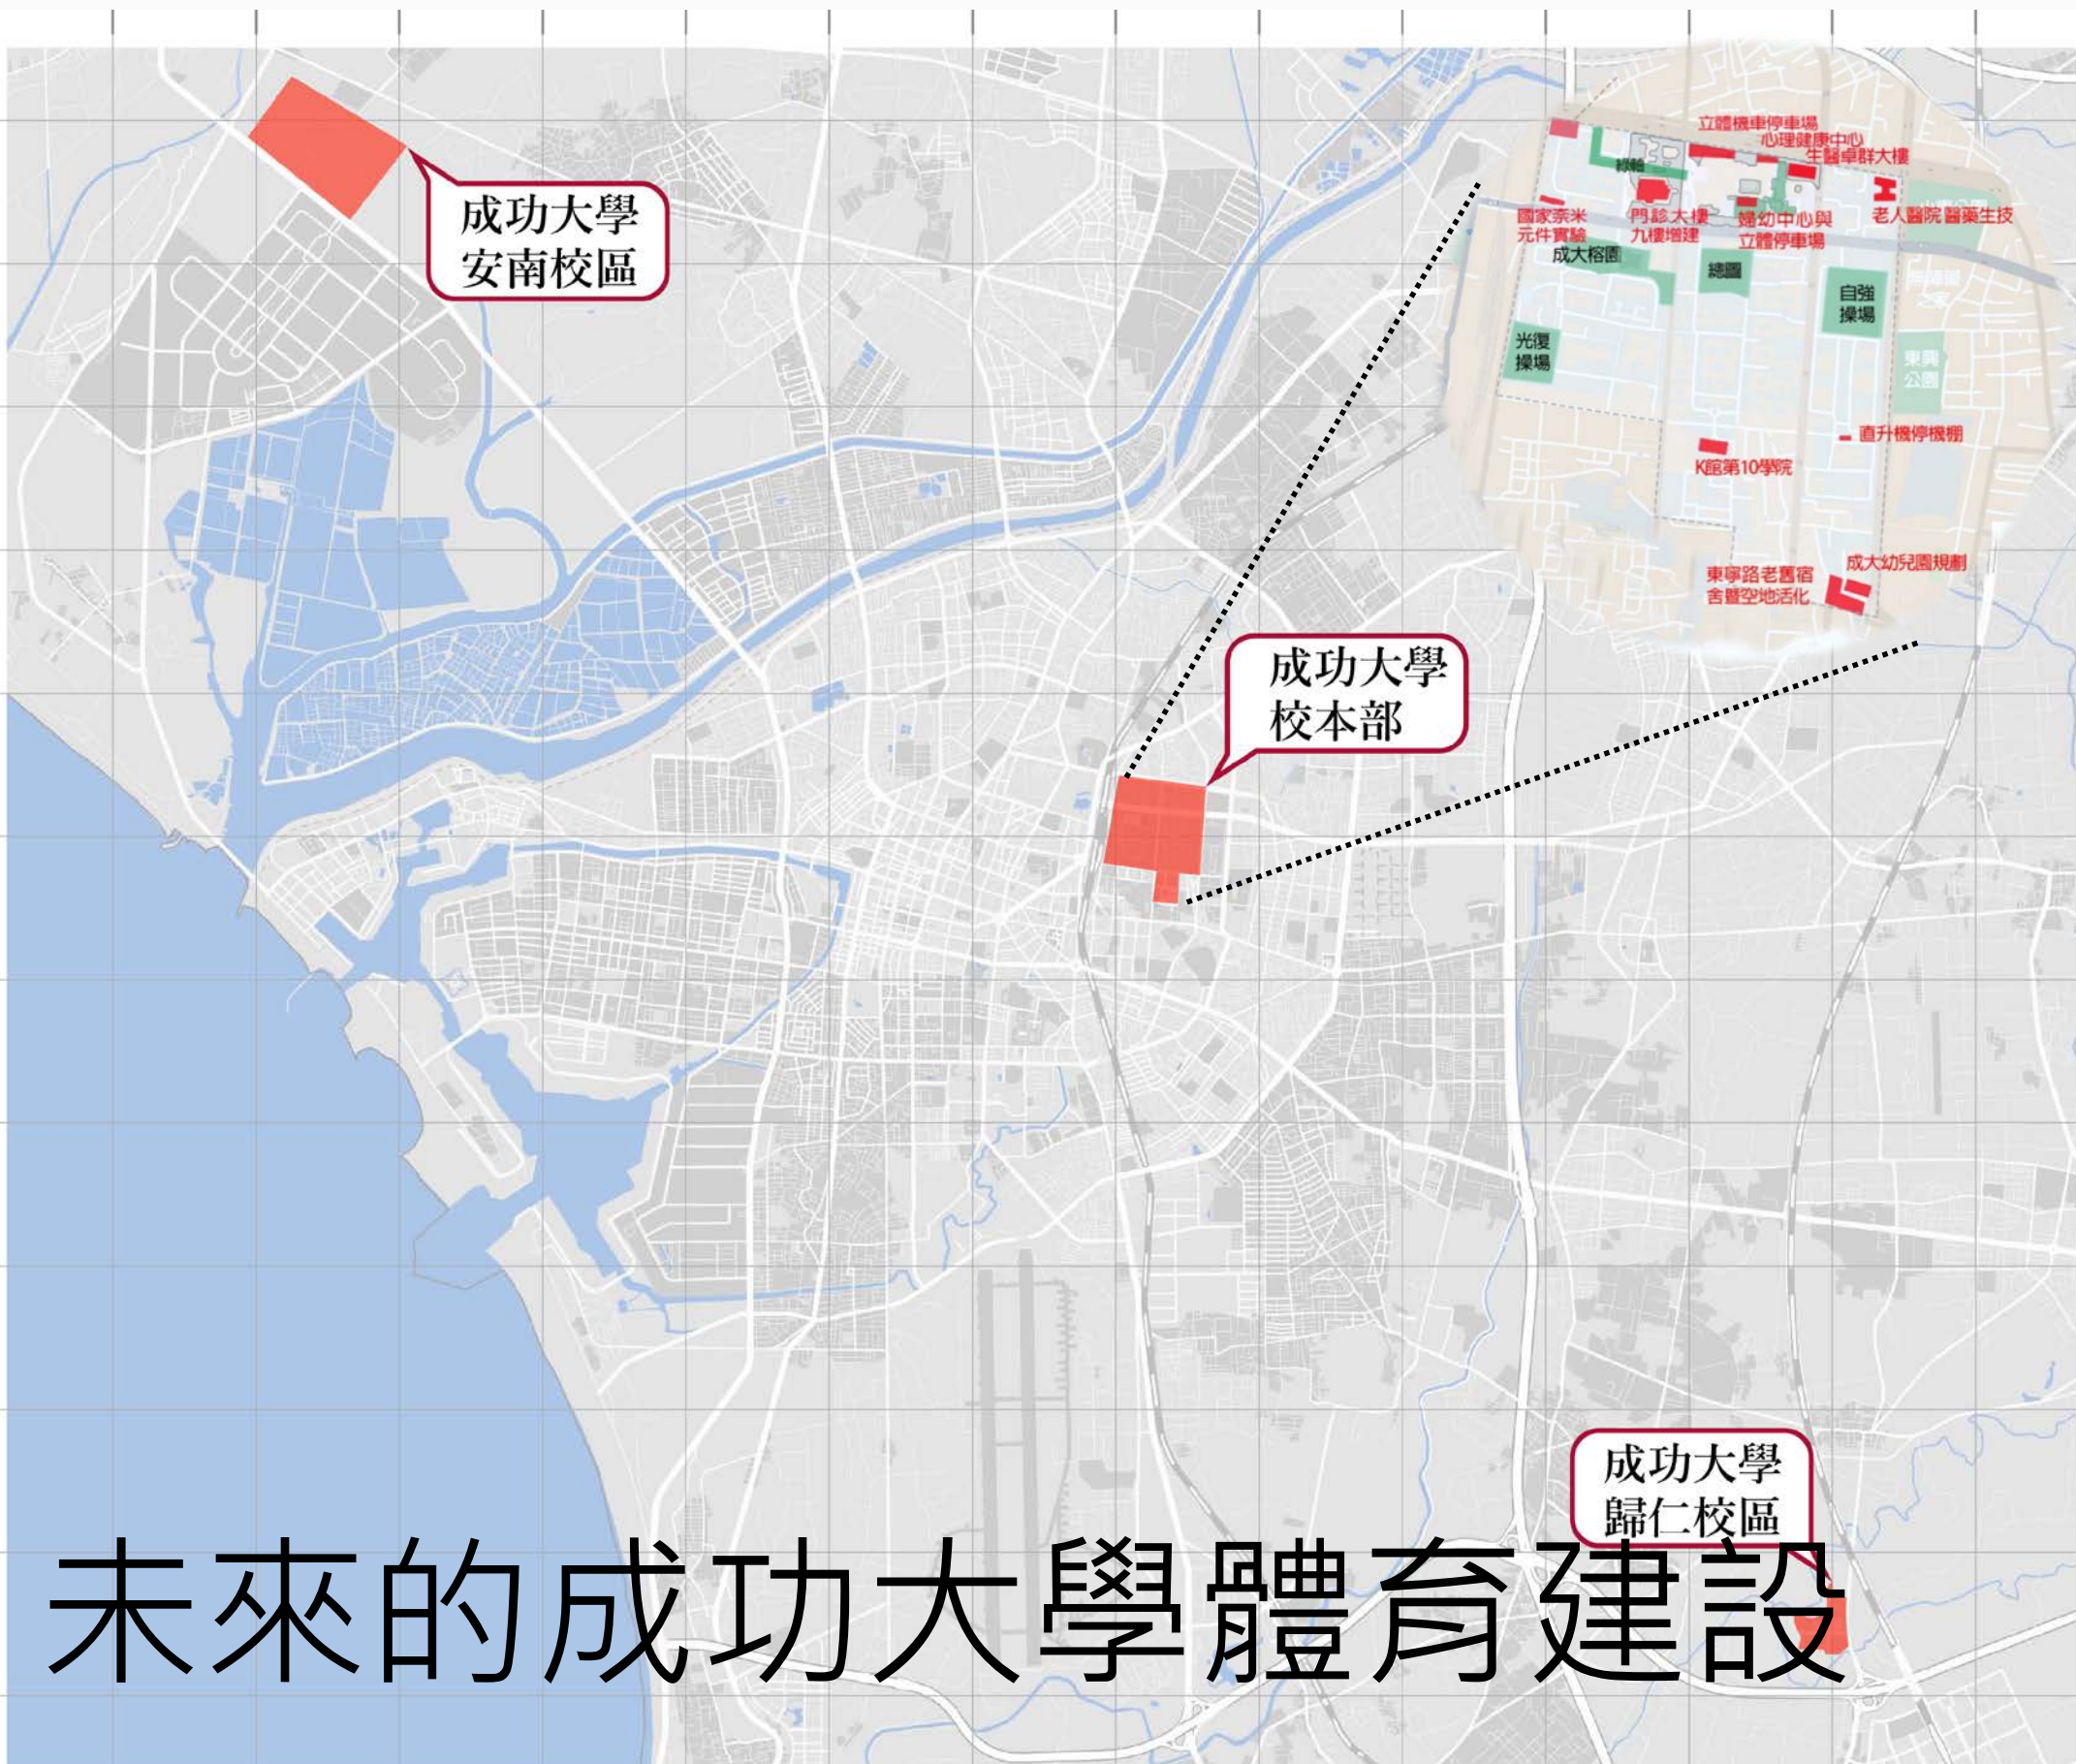 成功大學
安南校區
立體機車停車場
心理健康中心
生醫卓群大樓
綠軸
國家奈米
元件實驗
門診大樓
九樓增建
婦幼中心與
立體停車場
老人醫院 醫藥生技
成大榕園
總圖
自強
操場
光復
操場
東興
公園
直升機停機棚
K館第10學院
東寧路老舊宿
舍暨空地活化
成大幼兒園規劃
成功大學
校本部
成功大學
歸仁校區
未來的成功大學體育建設